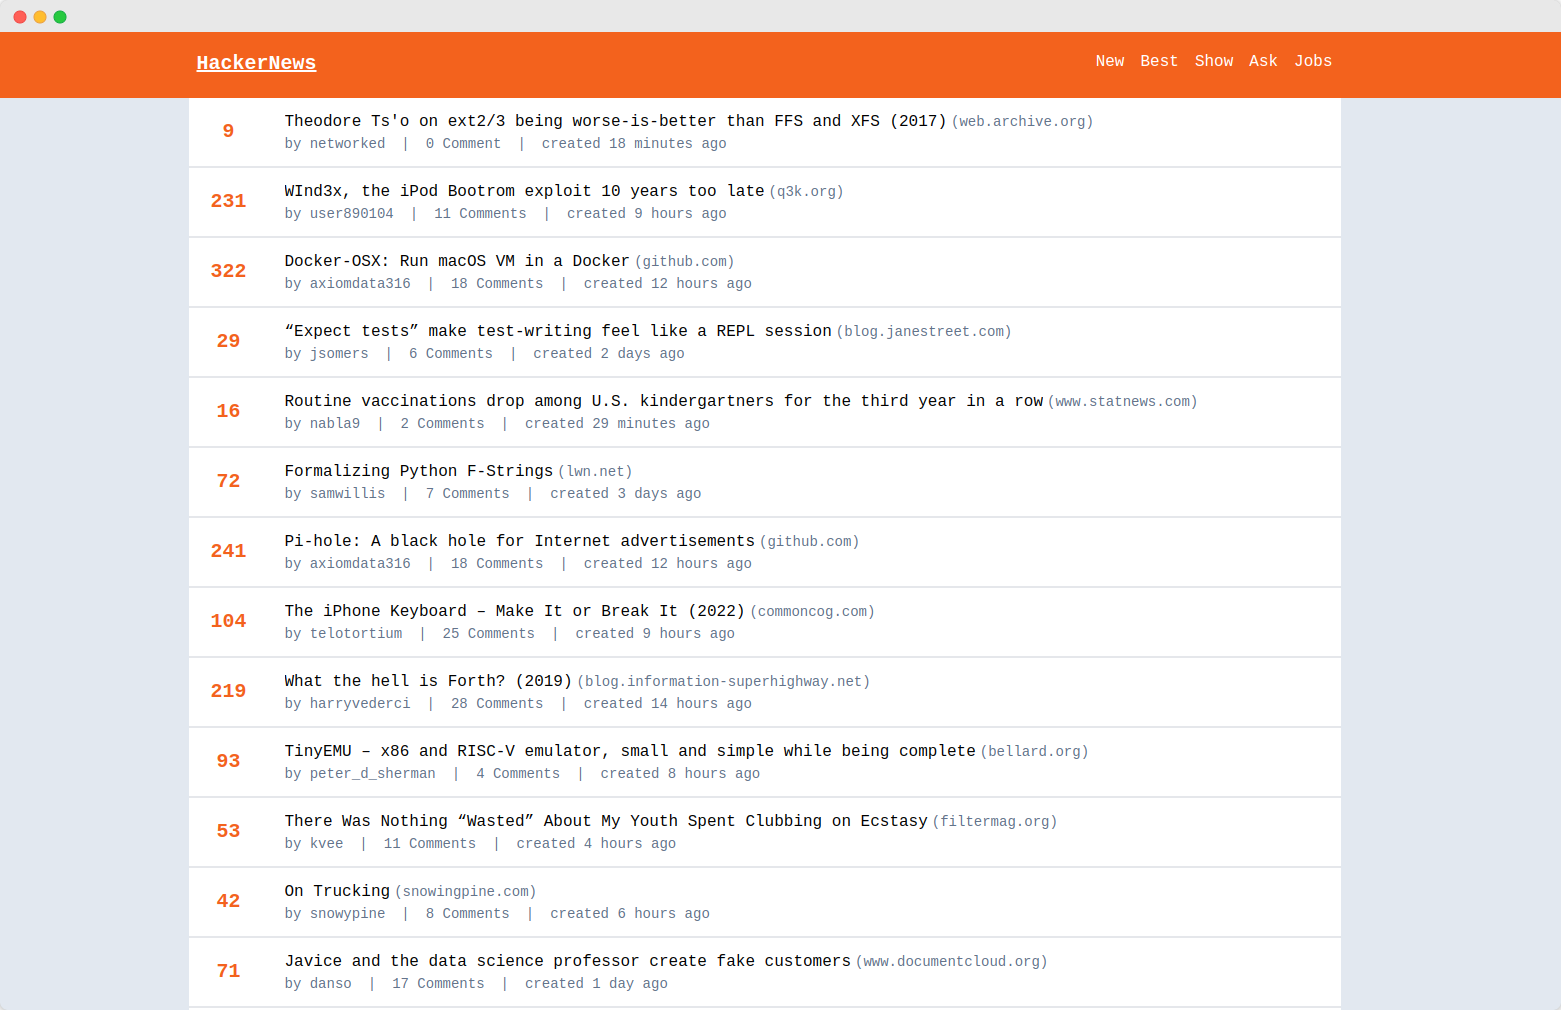 HackerNews New Best Show Ask Jobs
9 Theodore Ts'o on ext2/3 being worse-is-better than FFS and XFS (2017) (web.archive.org)
by networked | 0 Comment | created 18 minutes ago
231 WInd3x, the iPod Bootrom exploit 10 years too late (q3k.org)
by user890104 | 11 Comments | created 9 hours ago
322 Docker-OSX: Run macOS VM in a Docker (github.com)
by axiomdata316 | 18 Comments | created 12 hours ago
29 “Expect tests” make test-writing feel like a REPL session (blog.janestreet.com)
by jsomers | 6 Comments | created 2 days ago
16 Routine vaccinations drop among U.S. kindergartners for the third year in a row (www.statnews.com)
by nabla9 | 2 Comments | created 29 minutes ago
72 Formalizing Python F-Strings (lwn.net)
by samwillis | 7 Comments | created 3 days ago
241 Pi-hole: A black hole for Internet advertisements (github.com)
by axiomdata316 | 18 Comments | created 12 hours ago
104 The iPhone Keyboard – Make It or Break It (2022) (commoncog.com)
by telotortium | 25 Comments | created 9 hours ago
219 What the hell is Forth? (2019) (blog.information-superhighway.net)
by harryvederci | 28 Comments | created 14 hours ago
93 TinyEMU – x86 and RISC-V emulator, small and simple while being complete (bellard.org)
by peter_d_sherman | 4 Comments | created 8 hours ago
53 There Was Nothing “Wasted” About My Youth Spent Clubbing on Ecstasy (filtermag.org)
by kvee | 11 Comments | created 4 hours ago
42 On Trucking (snowingpine.com)
by snowypine | 8 Comments | created 6 hours ago
71 Javice and the data science professor create fake customers (www.documentcloud.org)
by danso | 17 Comments | created 1 day ago